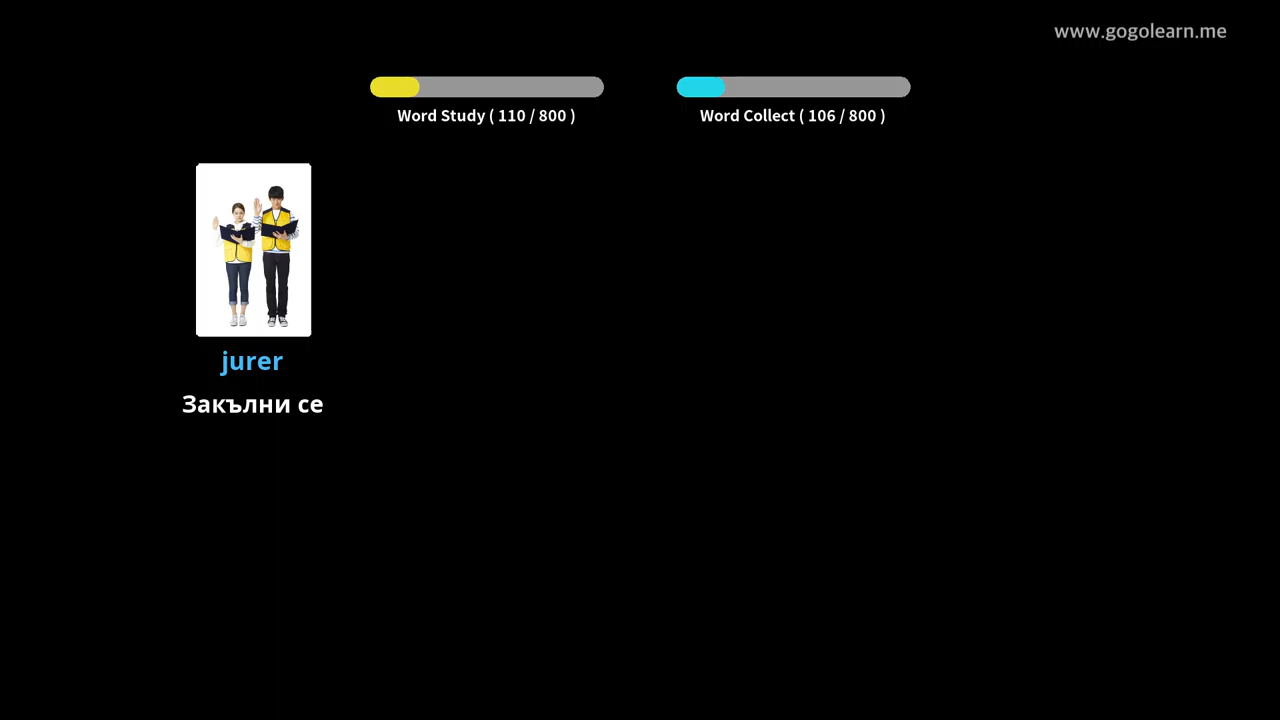 www.gogolearn.me
Word Study ( 110 / 800 )
Word Collect ( 106 / 800 )
jurer
Закълни се